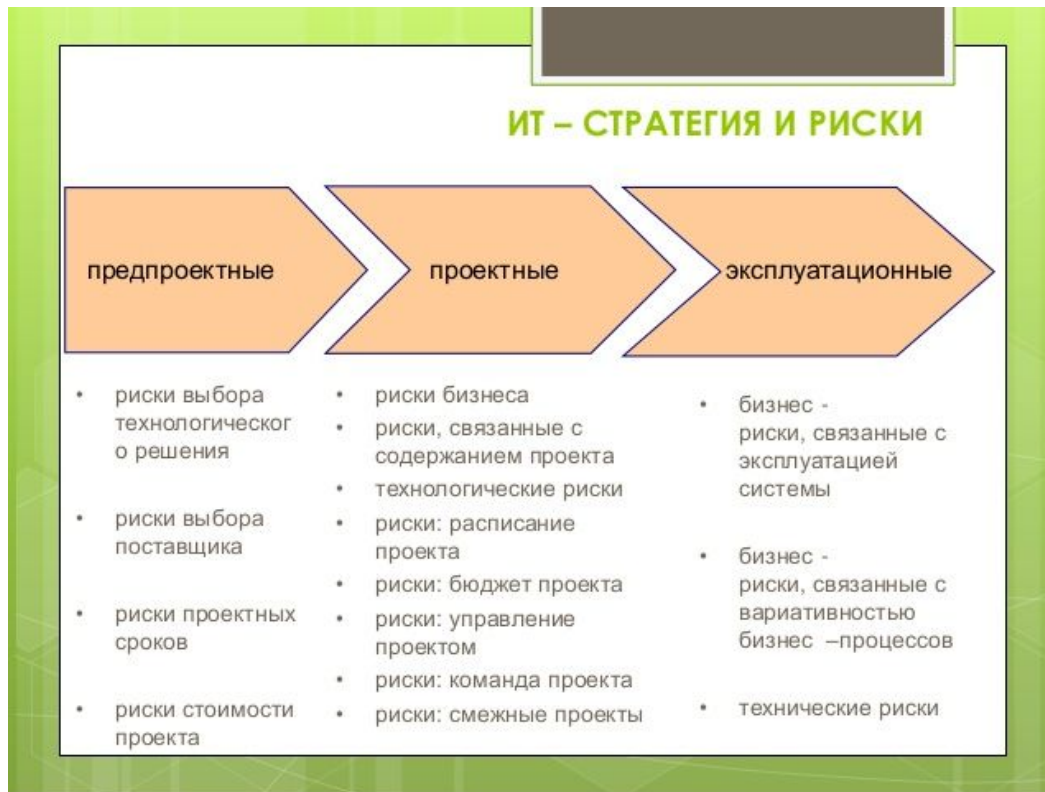 ИТ – СТРАТЕГИЯ И РИСКИ
предпроектные
проектные
эксплуатационные
• риски выбора
технологическог
о решения
• риски выбора
поставщика
• риски проектных
сроков
• риски стоимости
проекта
• риски бизнеса
• риски, связанные с
содержанием проекта
• технологические риски
• риски: расписание
проекта
• риски: бюджет проекта
• риски: управление
проектом
• риски: команда проекта
• риски: смежные проекты
• бизнес -
риски, связанные с
эксплуатацией
системы
• бизнес -
риски, связанные с
вариативностью
бизнес –процессов
• технические риски